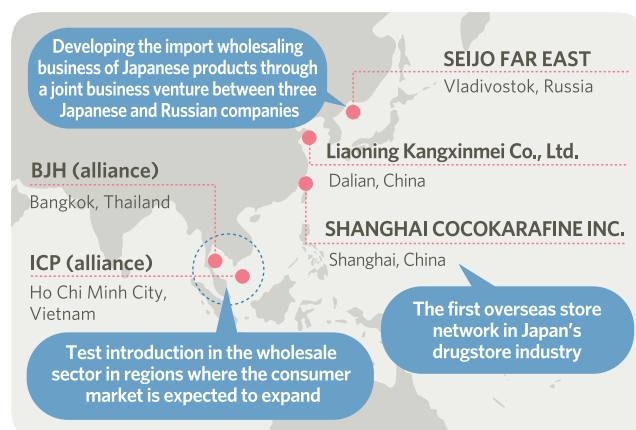 Developing the import wholesaling
business of Japanese products through
a joint business venture between three
Japanese and Russian companies
SEIJO FAR EAST
Vladivostok, Russia
Liaoning Kangxinmei Co., Ltd.
Dalian, China
BJH (alliance)
Bangkok, Thailand
SHANGHAI COCOKARAFINE INC.
Shanghai, China
ICP (alliance)
Ho Chi Minh City,
Vietnam
The first overseas store
network in Japan's
drugstore industry
Test introduction in the wholesale
sector in regions where the consumer
market is expected to expand